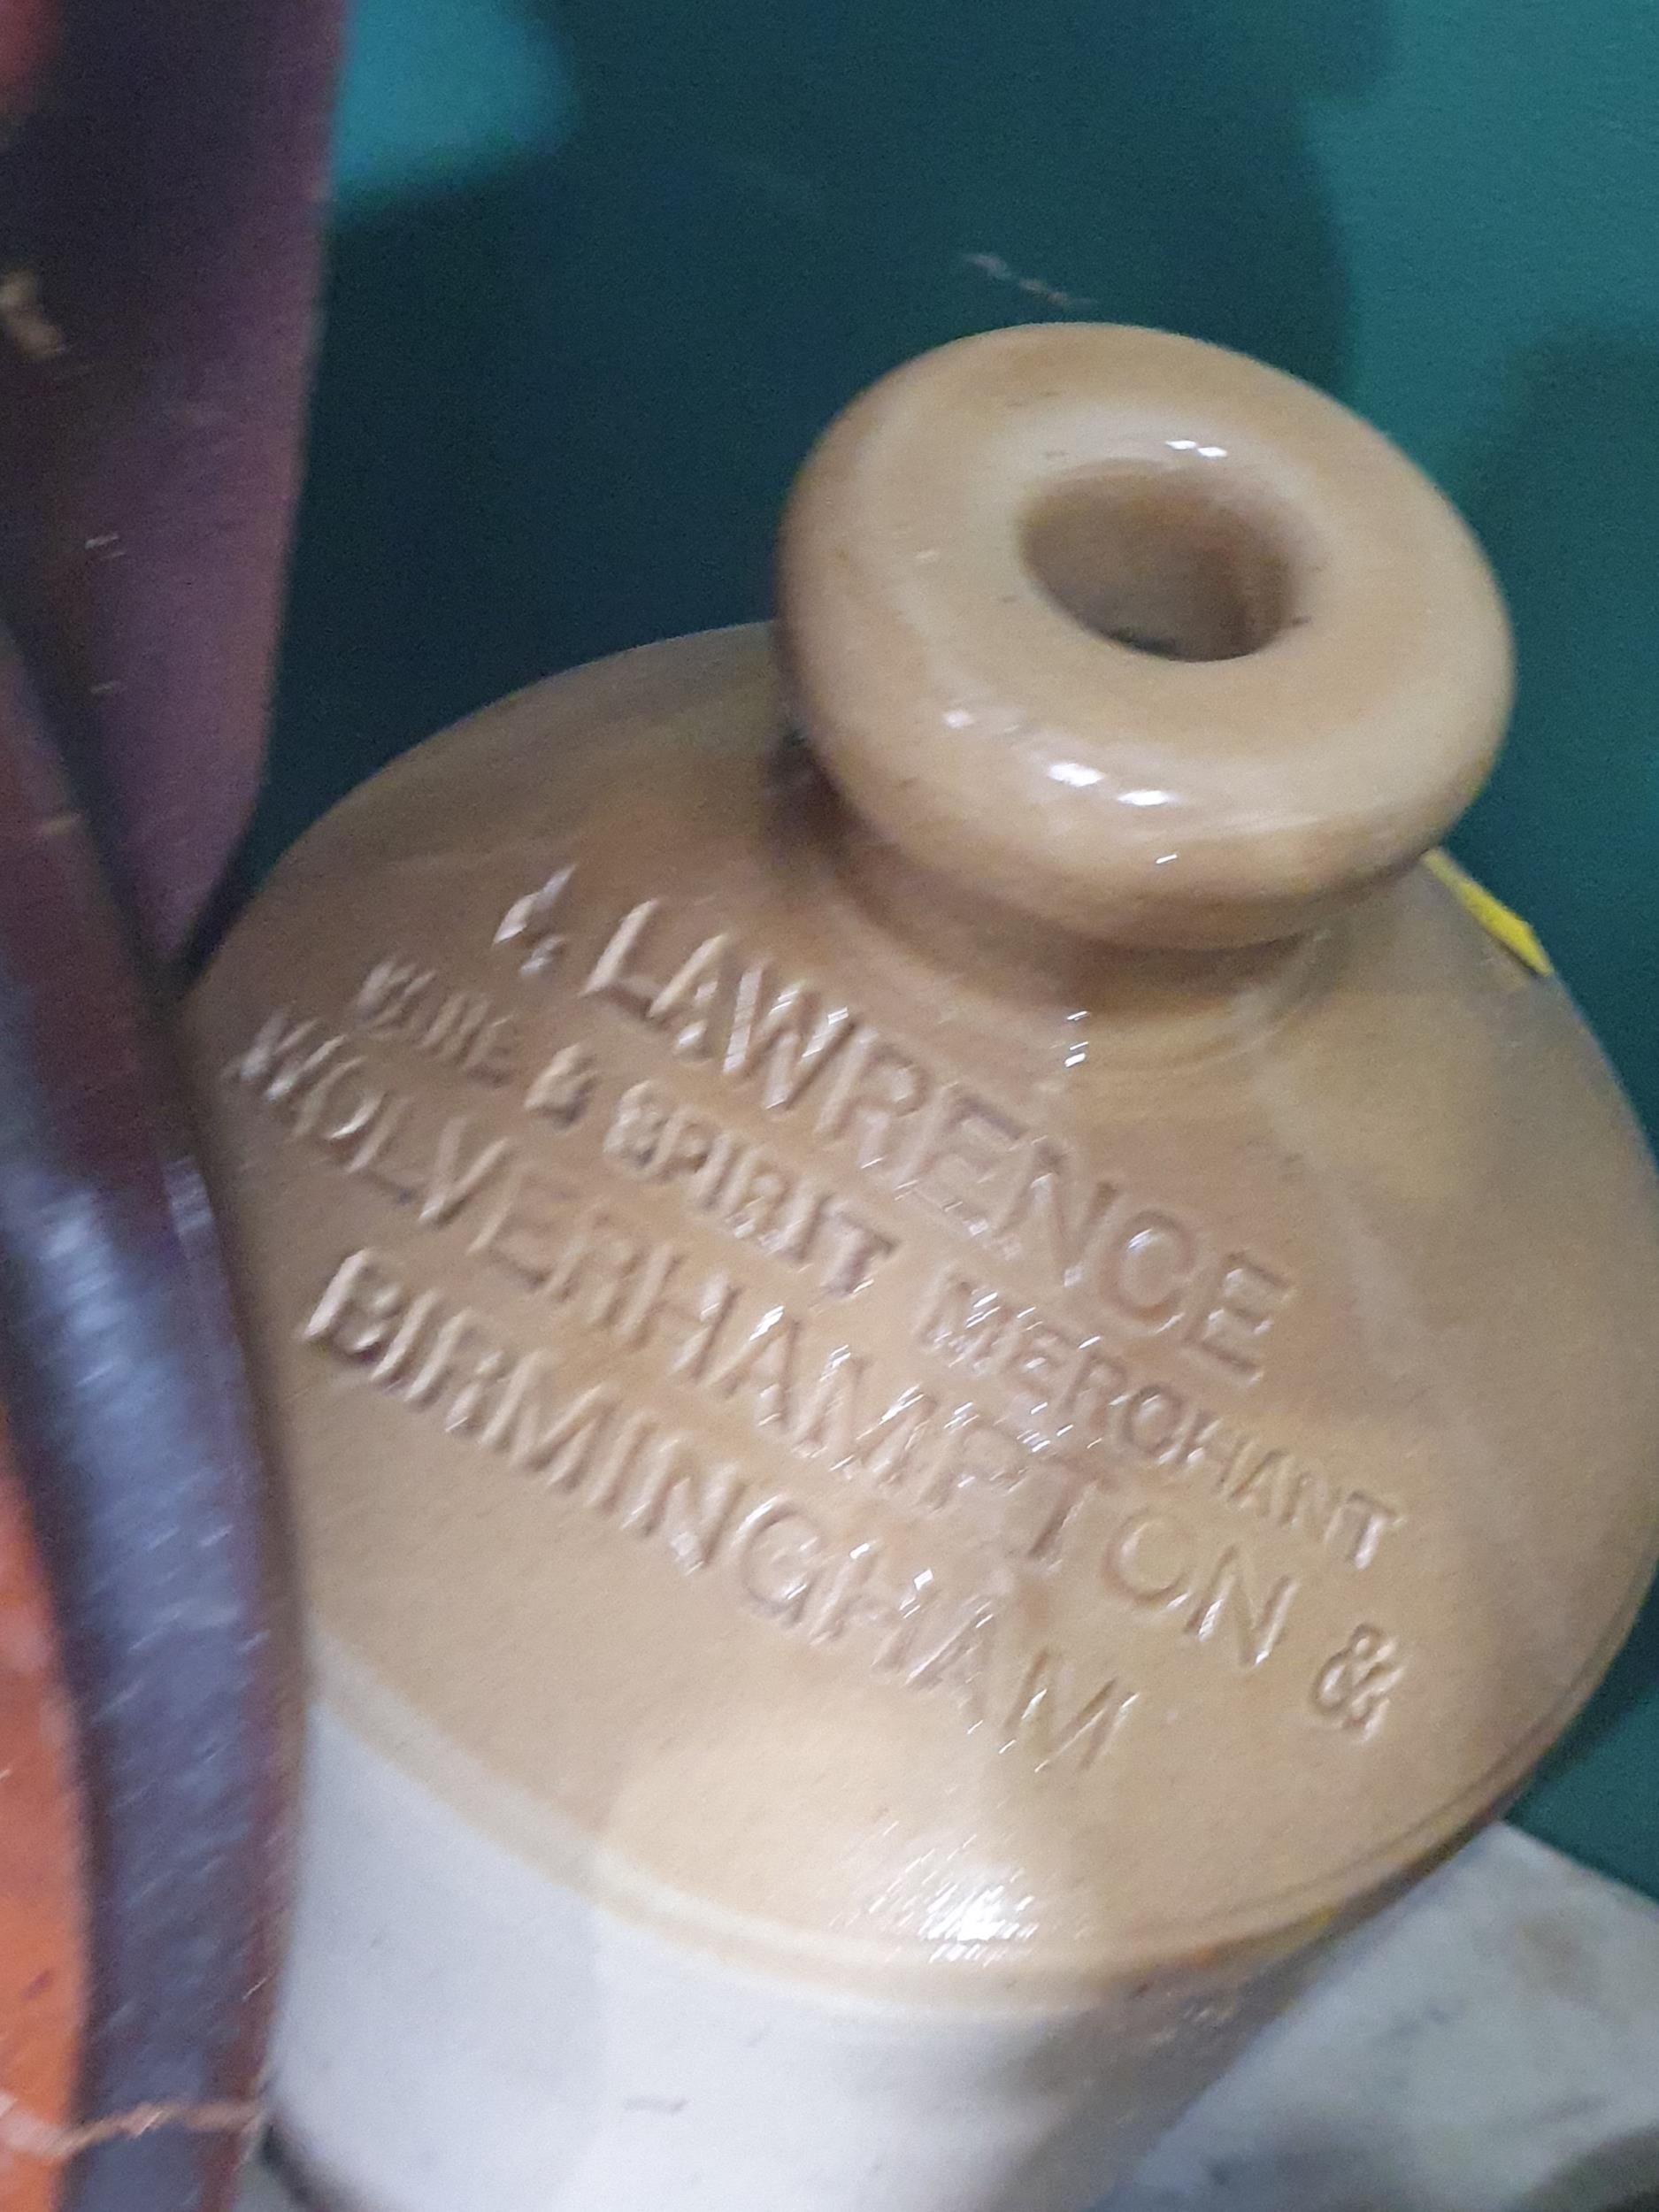 LAWRENCE
WINE & SPIRIT MERCHANT
WOLVERHAMPTON &
BIRMINGHAM